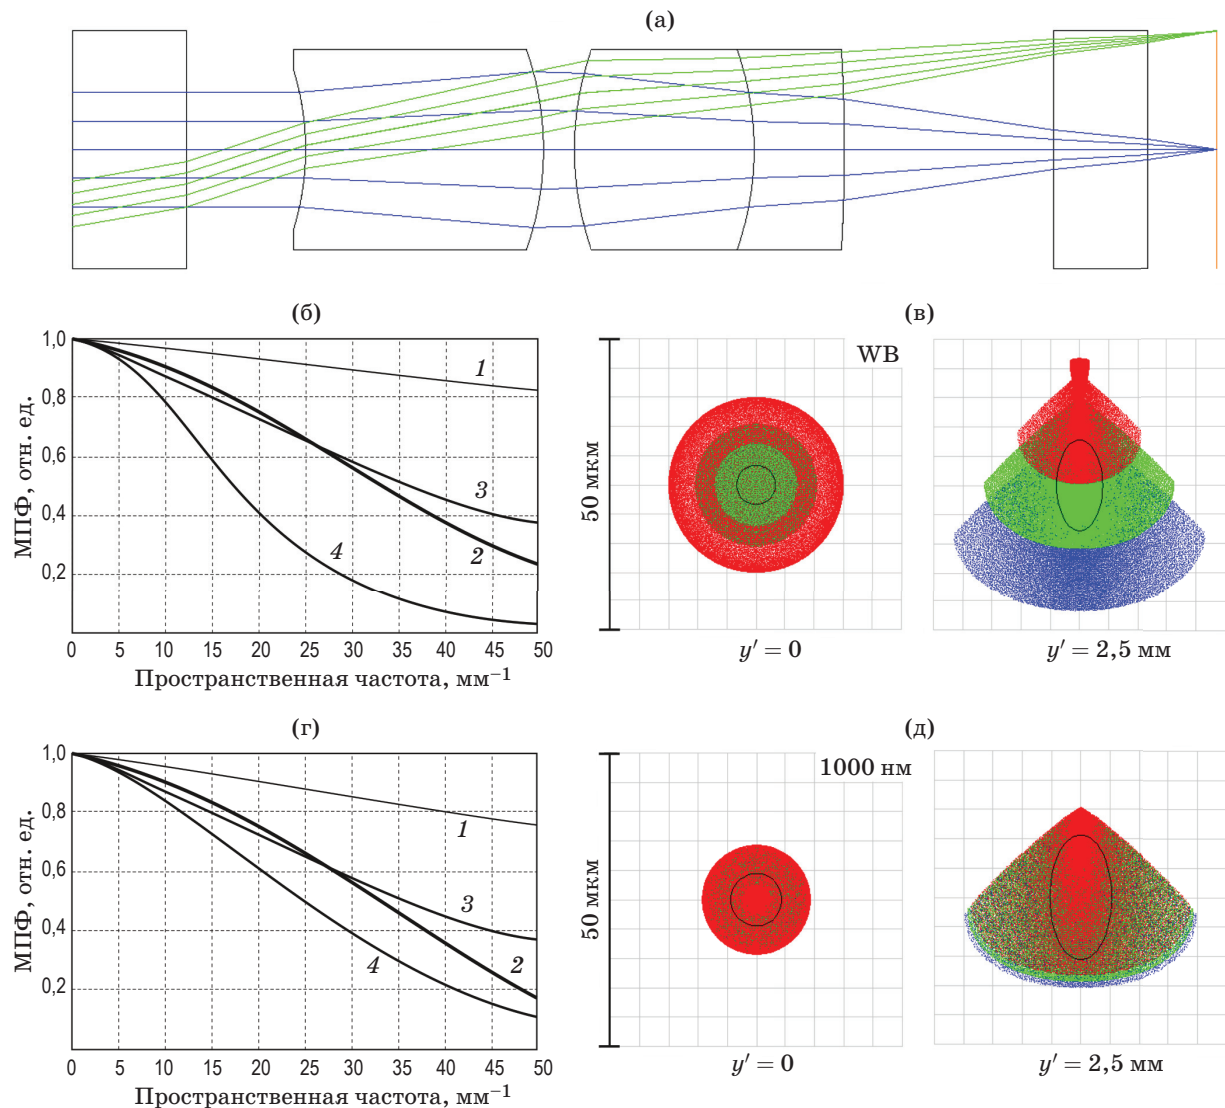 (а)
(б)
1,0
0,8
0,6
0,4
0,2
МПФ, отн. ед.
1
3
2
4
0 5 10 15 20 25 30 35 40 45 50
Пространственная частота, мм⁻¹
(в)
WB
50 мкм
y′ = 0
y′ = 2,5 мм
(г)
1,0
0,8
0,6
0,4
0,2
МПФ, отн. ед.
1
3
2
4
0 5 10 15 20 25 30 35 40 45 50
Пространственная частота, мм⁻¹
(д)
1000 нм
50 мкм
y′ = 0
y′ = 2,5 мм